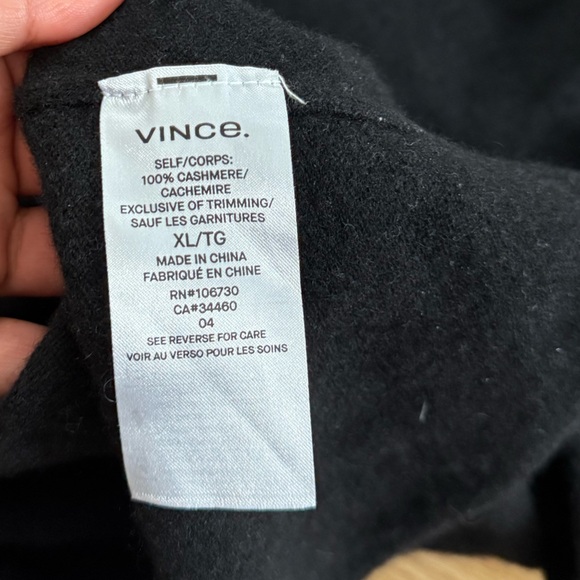 VINCE.
SELF/CORPS:
100% CASHMERE/
CACHEMIRE
EXCLUSIVE OF TRIMMING/
SAUF LES GARNITURES
XL/TG
MADE IN CHINA
FABRIQUÉ EN CHINE
RN#106730
CA#34460
04
SEE REVERSE FOR CARE
VOIR AU VERSO POUR LES SOINS